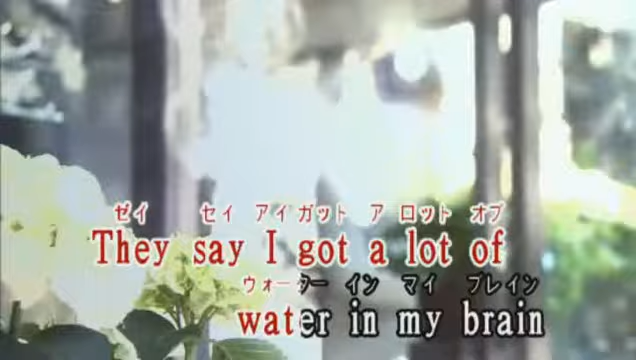 ゼイ セイ アイ ガット ア ロット オブ
They say I got a lot of
ウォーター イン マイ ブレイン
water in my brain